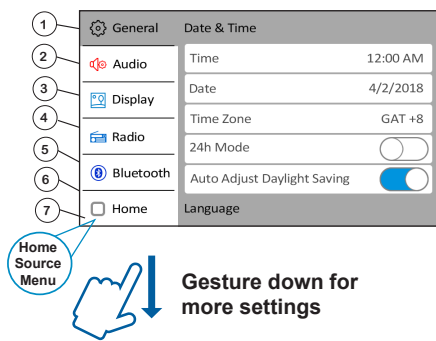 1 General Date & Time
2 Audio Time 12:00 AM
3 Display Date 4/2/2018
4 Radio Time Zone GAT +8
24h Mode
5 Bluetooth Auto Adjust Daylight Saving
6
7 Home Language
Home
Source
Menu
Gesture down for
more settings